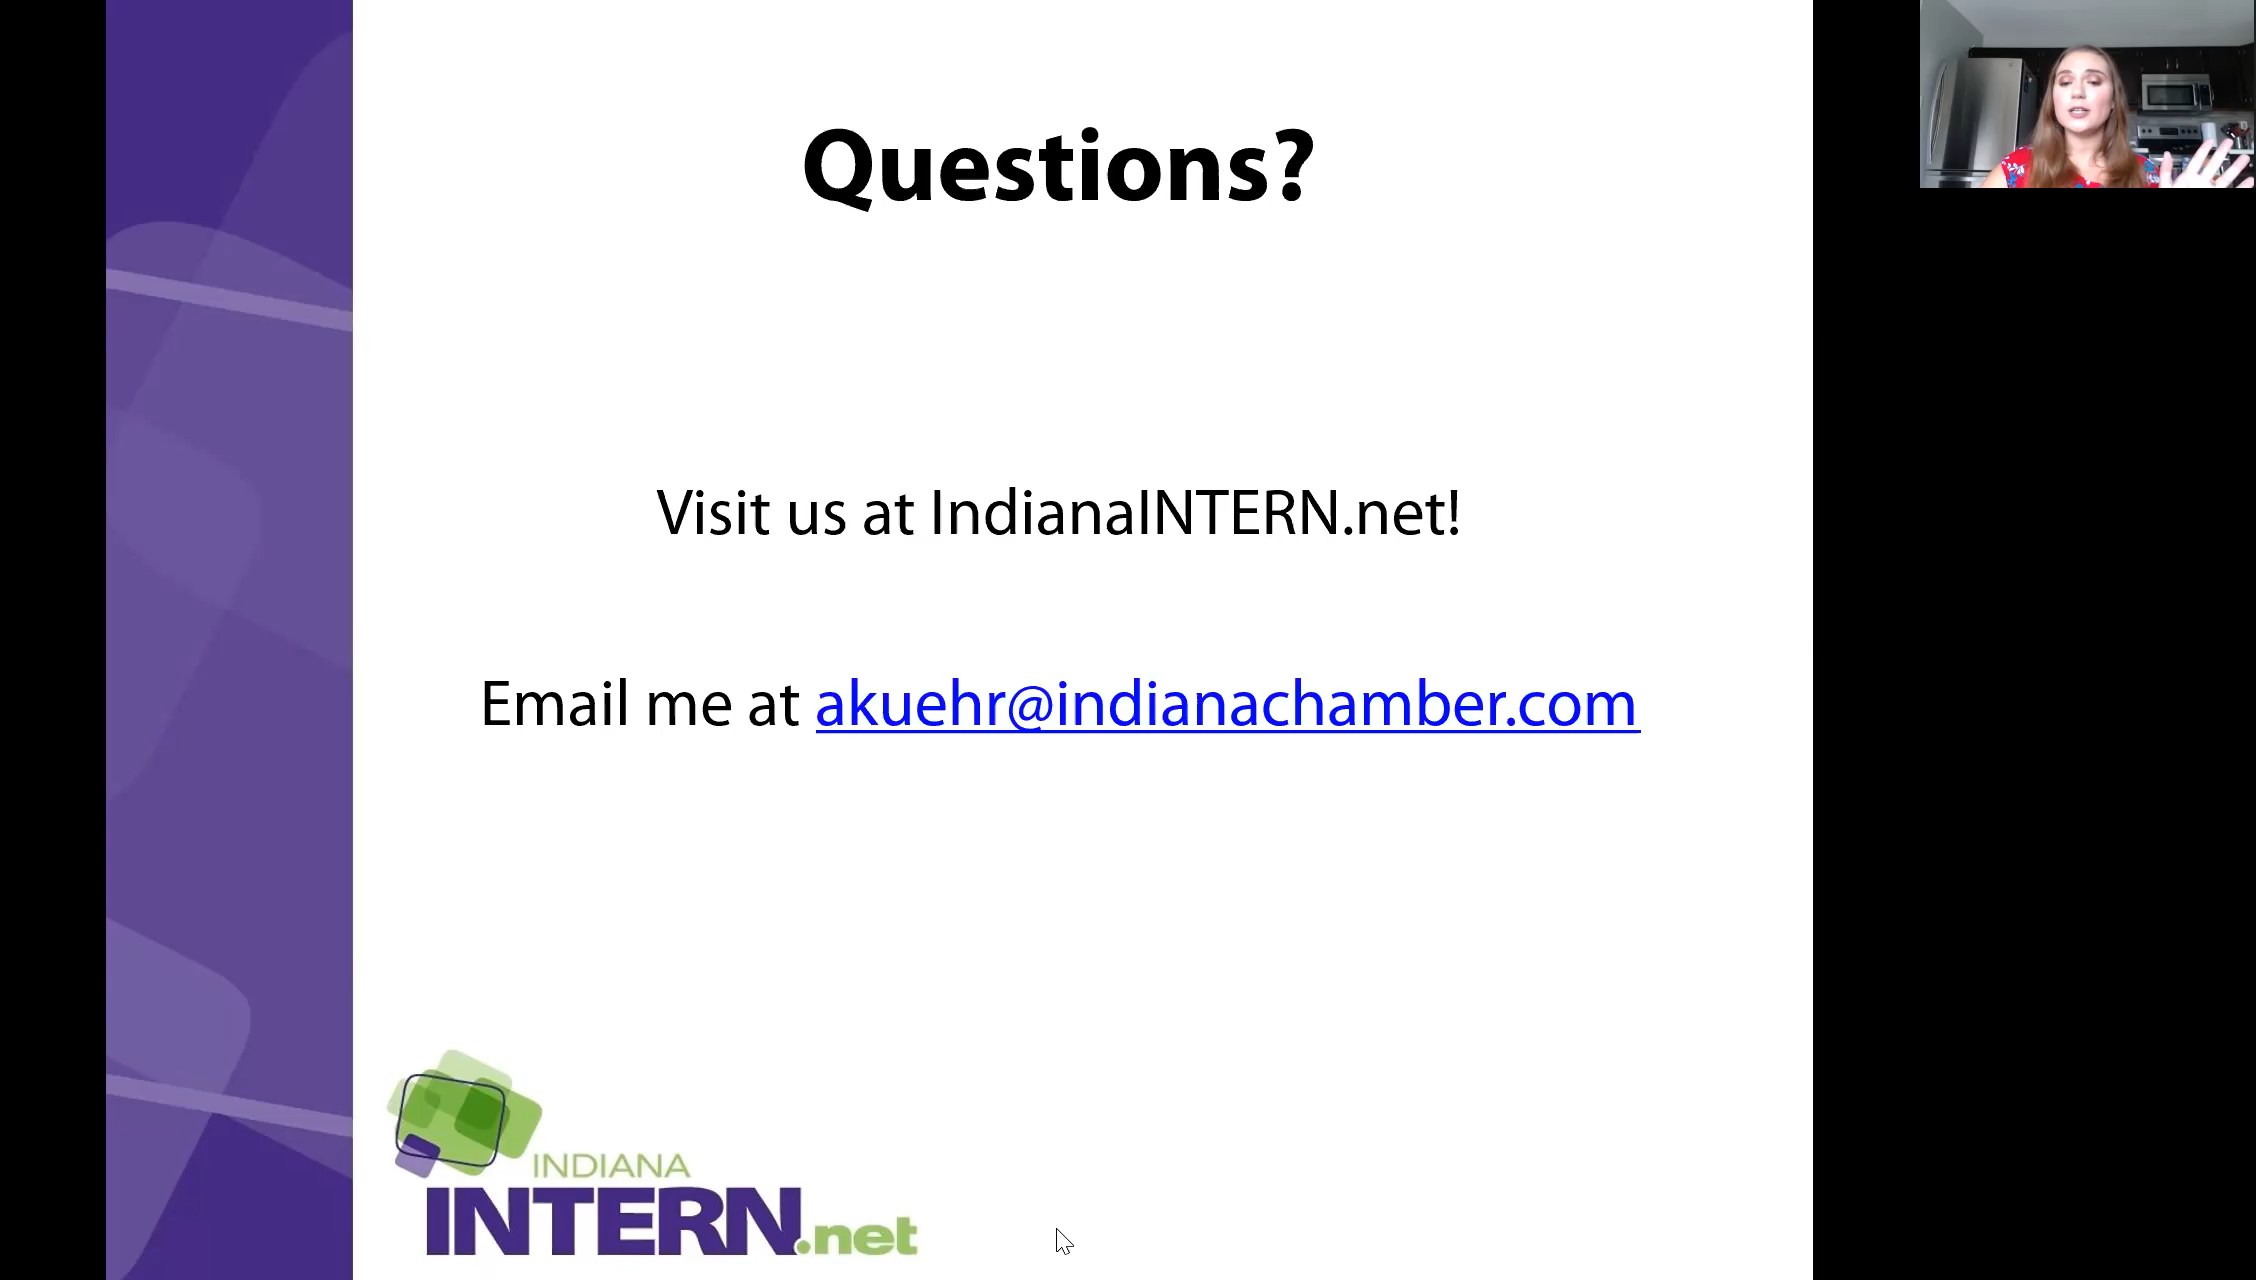 Questions?
Visit us at IndianaINTERN.net!
Email me at akuehr@indianachamber.com
INDIANA
INTERN.net